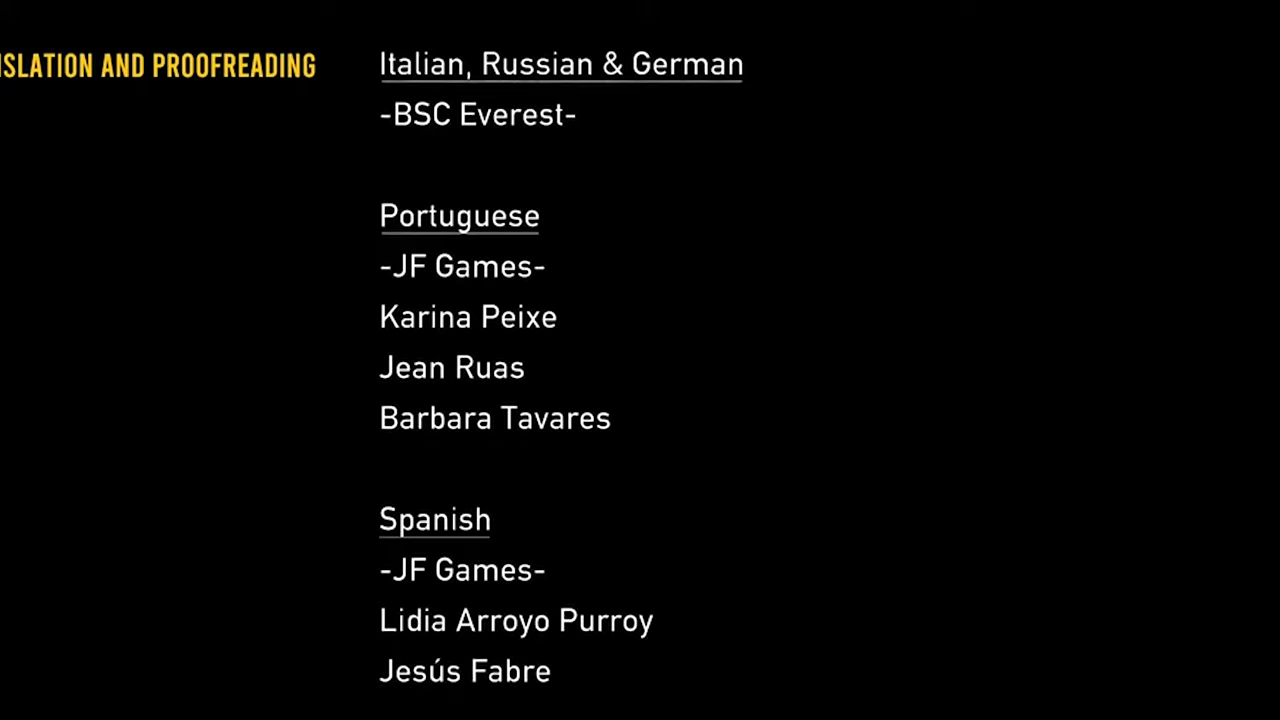 ISLATION AND PROOFREADING
Italian, Russian & German
-BSC Everest-
Portuguese
-JF Games-
Karina Peixe
Jean Ruas
Barbara Tavares
Spanish
-JF Games-
Lidia Arroyo Purroy
Jesús Fabre